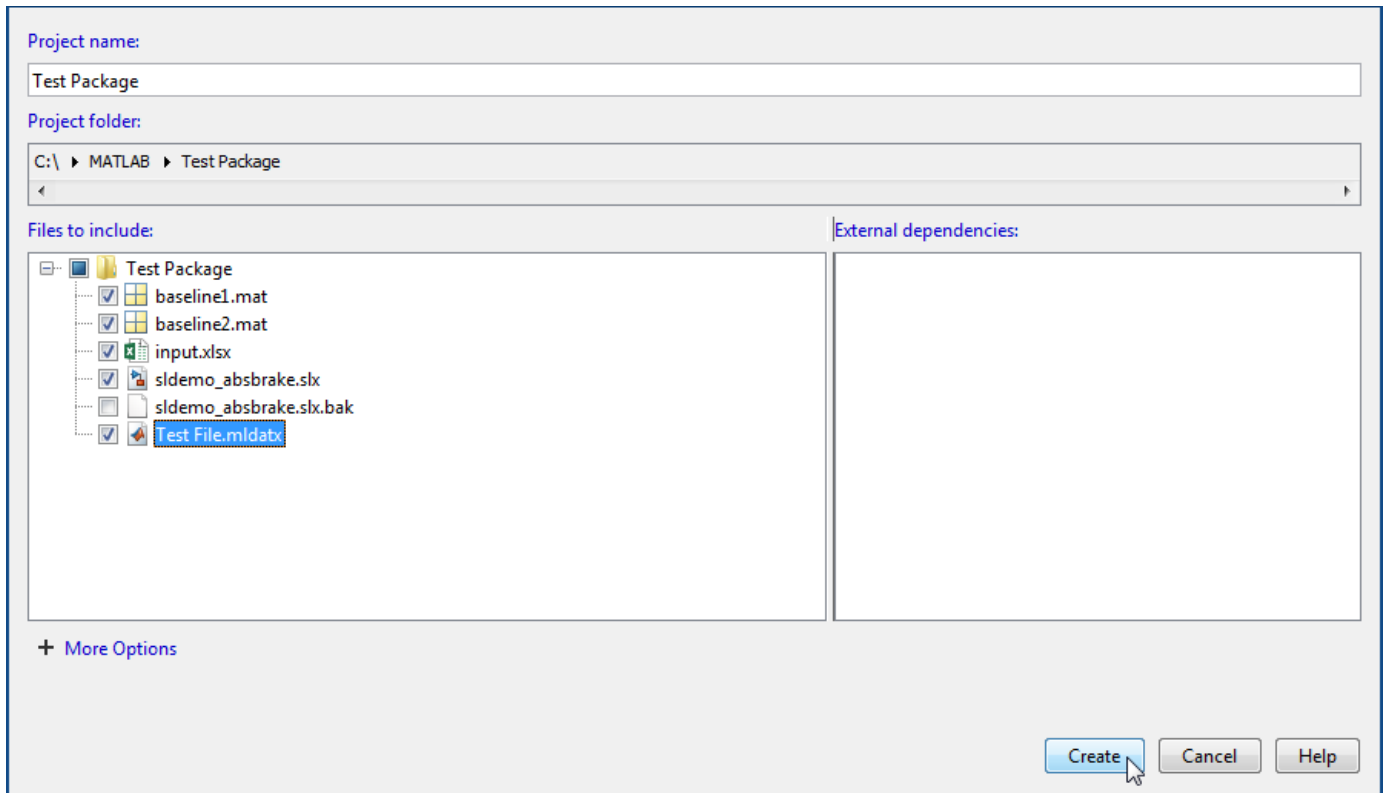 Project name:
Test Package
Project folder:
C:\ MATLAB Test Package
Files to include:
External dependencies:
Test Package
baseline1.mat
baseline2.mat
input.xlsx
sldemo_absbrake.slx
sldemo_absbrake.slx.bak
Test File.mldatx
+ More Options
Create
Cancel
Help